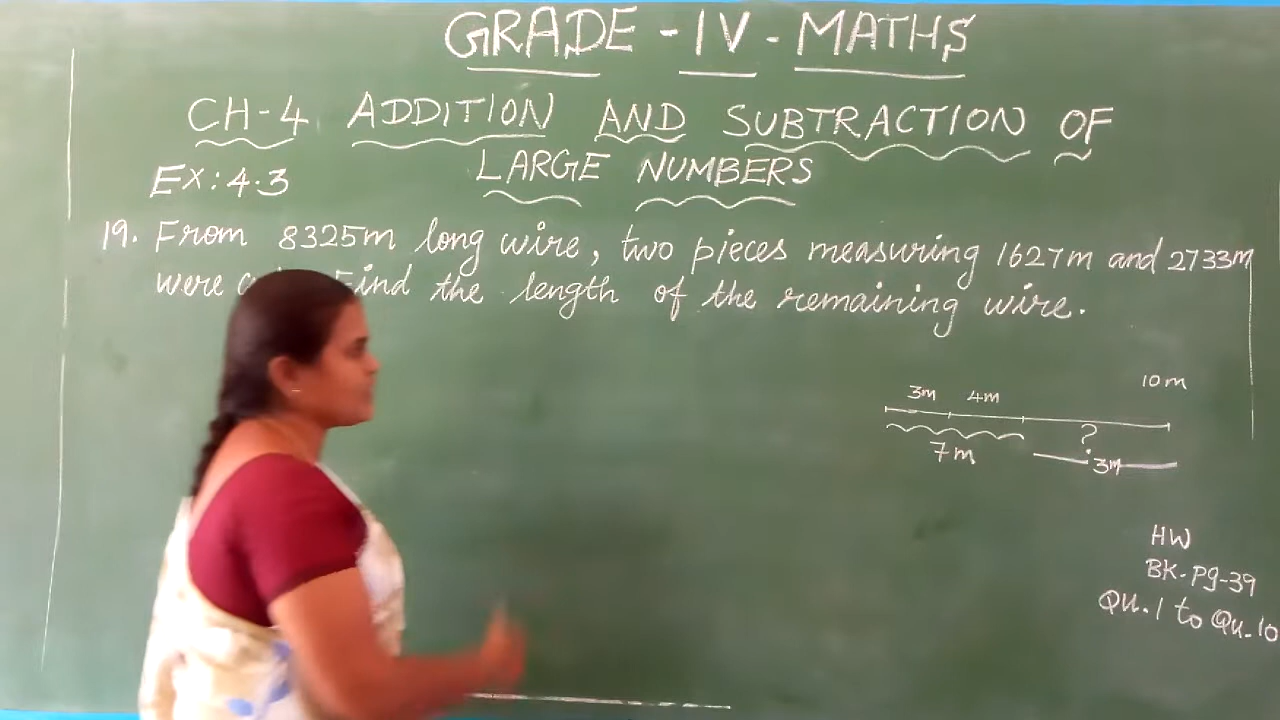 GRADE - IV - MATHS
CH-4 ADDITION AND SUBTRACTION OF
LARGE NUMBERS
Ex: 4.3
19. From 8325m long wire, two pieces measuring 1627m and 2733m
were Find the length of the remaining wire.
10m
3m 4m
?
7m
3m
HW
BK-Pg-39
Qu.1 to Qu.10